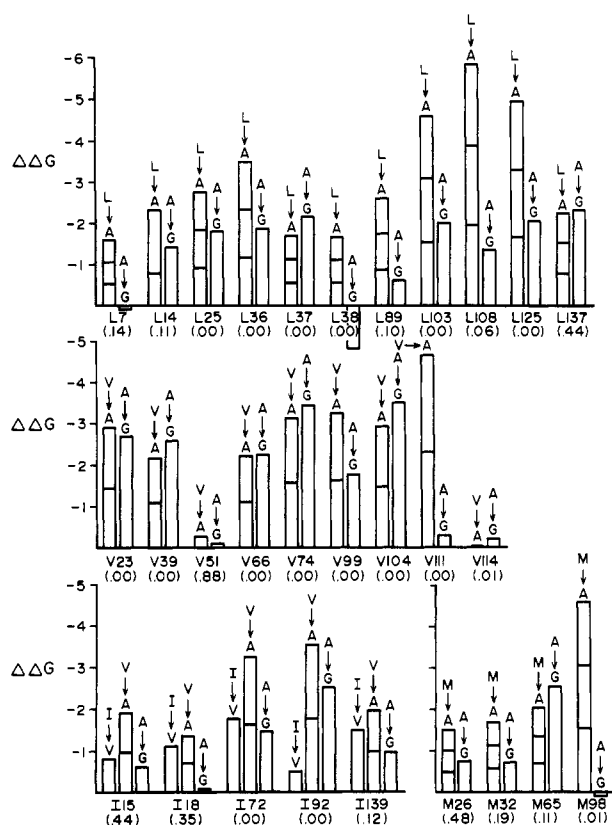 -6
-5
-4
ΔΔG
-3
-2
-1
L L L L L L L L L L L
A A A A A A A A A A A
A A A A A A A A A A A
G G G G G G G G G G G
L7 L14 L25 L36 L37 L38 L89 L103 L108 L125 L137
(.14) (.11) (.00) (.00) (.00) (.00) (.10) (.00) (.06) (.00) (.44)
-5
-4
ΔΔG
-3
-2
-1
V V V V V V V V V
A A A A A A A A A
A A A A A A A A A
G G G G G G G G G
V23 V39 V51 V66 V74 V99 V104 V111 V114
(.00) (.00) (.88) (.00) (.00) (.00) (.00) (.00) (.01)
-5
-4
ΔΔG
-3
-2
-1
I I I I I
V V V V V
V V V V V
A A A A A
A A A A A
G G G G G
I15 I18 I72 I92 I139
(.44) (.35) (.00) (.00) (.12)
M M M M
A A A A
A A A A
G G G G
M26 M32 M65 M98
(.48) (.19) (.11) (.01)